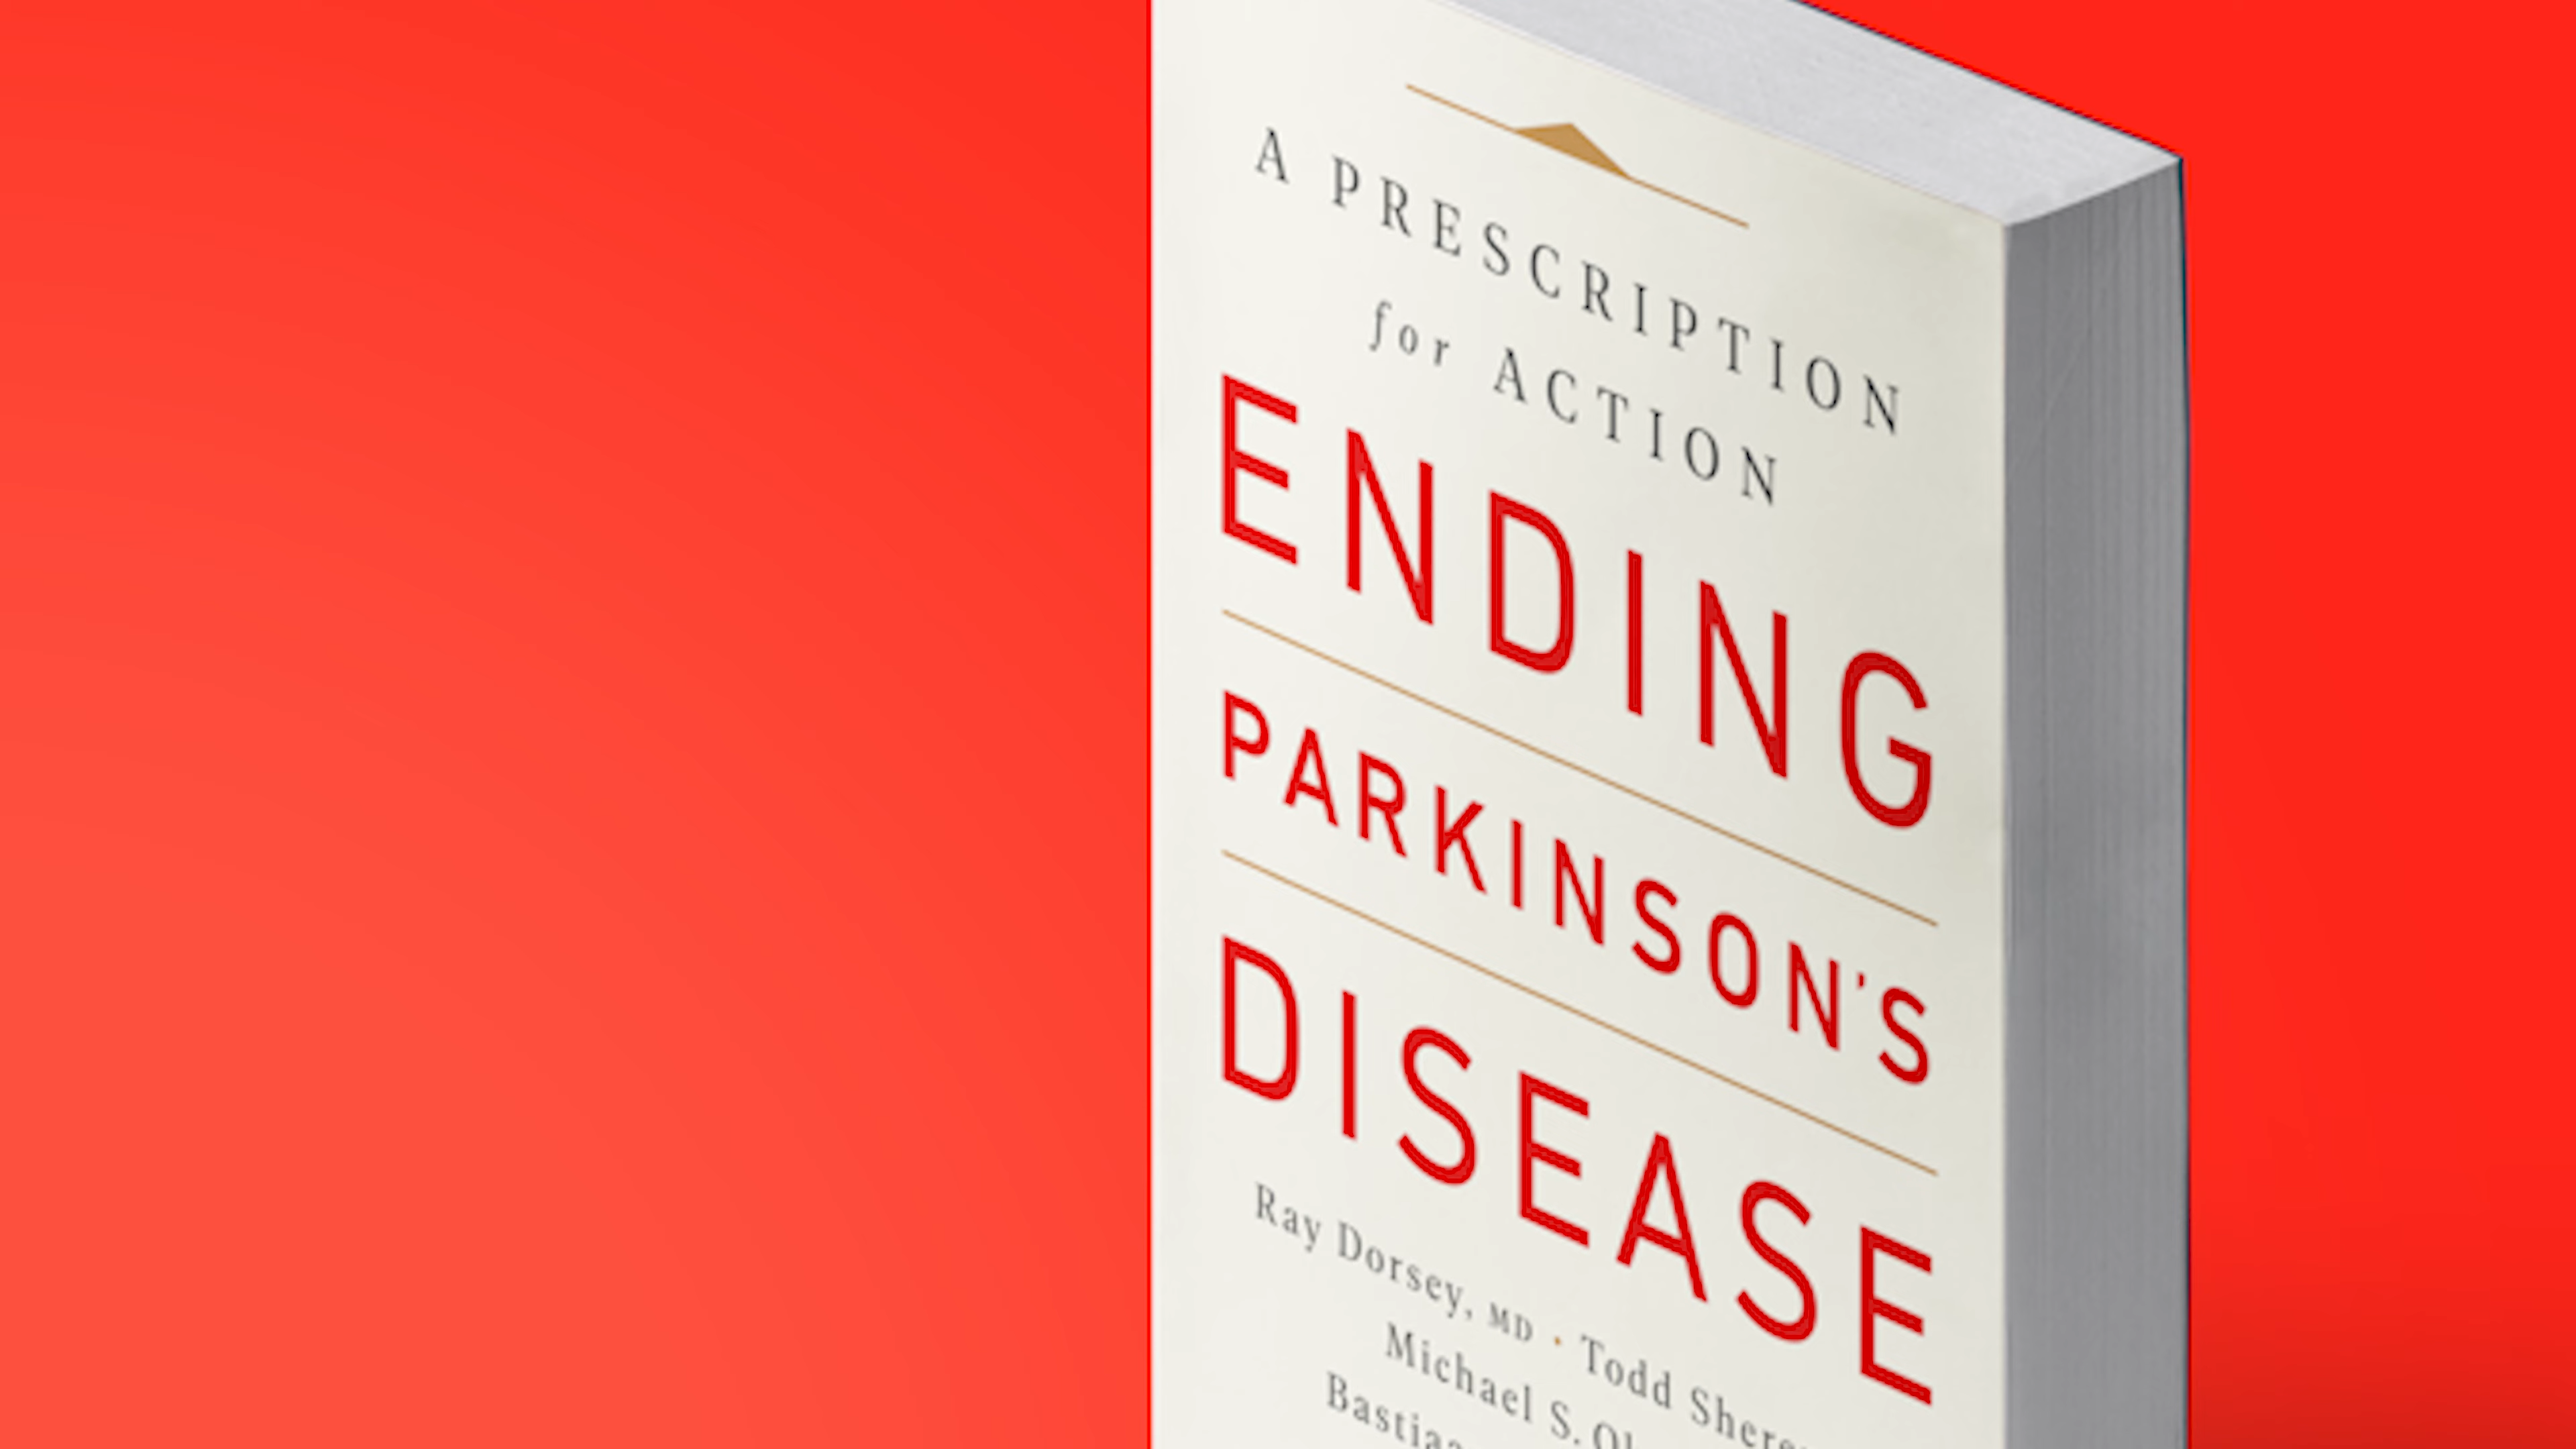 A PRESCRIPTION
for ACTION
ENDING
PARKINSON'S
DISEASE
Ray Dorsey, MD · Todd
Michael S.